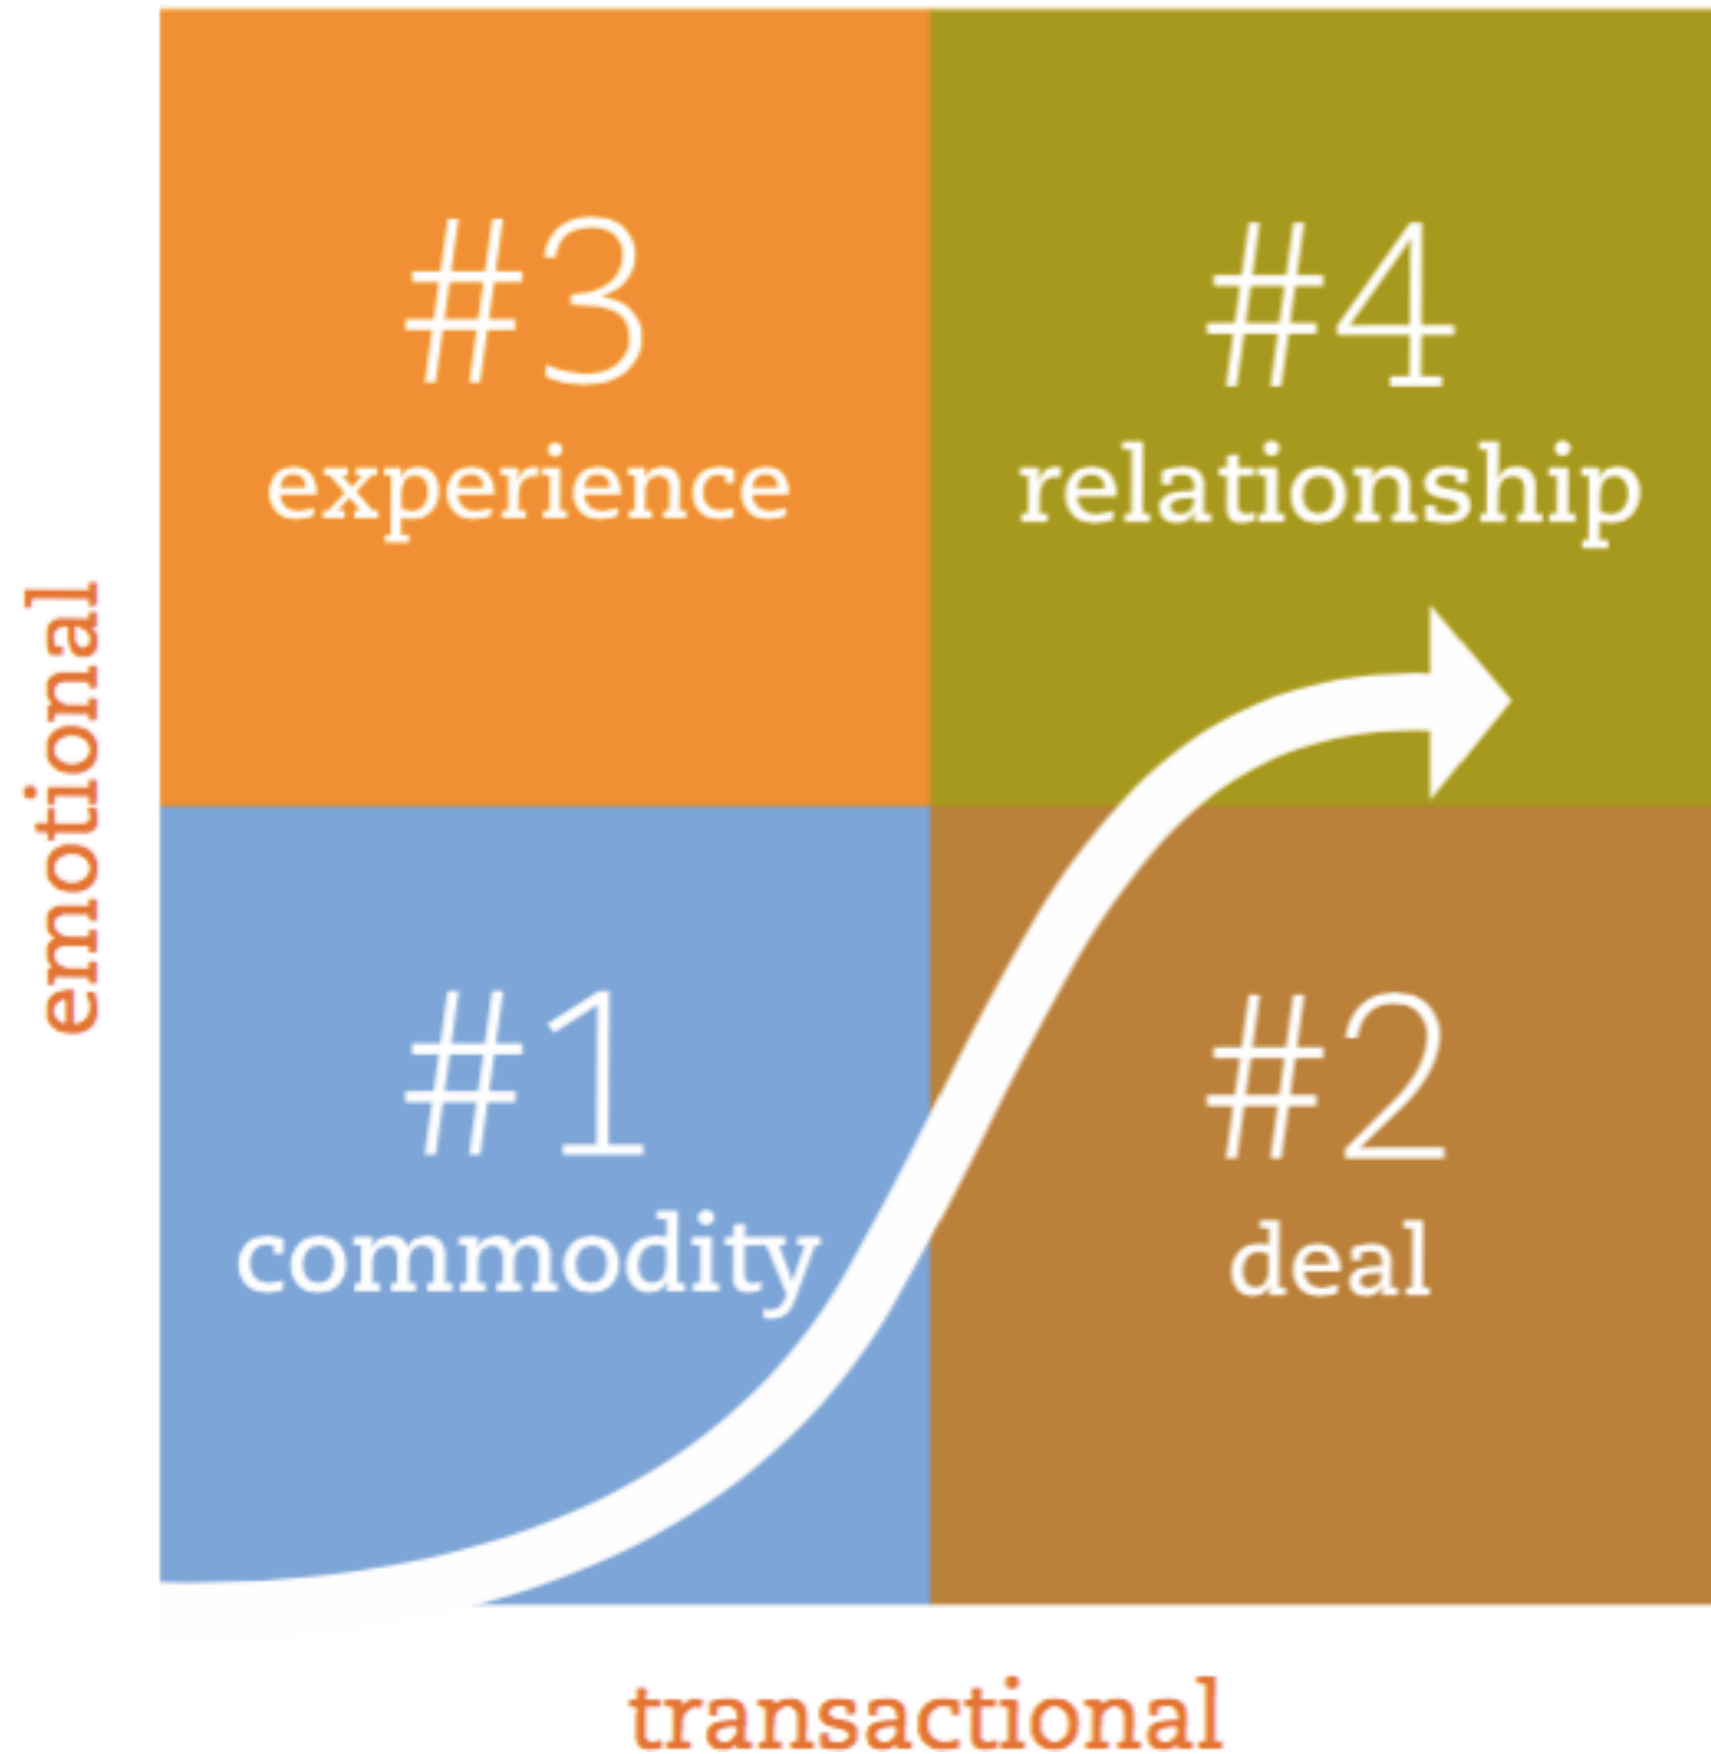 #3
experience
#4
relationship
emotional
#1
commodity
#2
deal
transactional